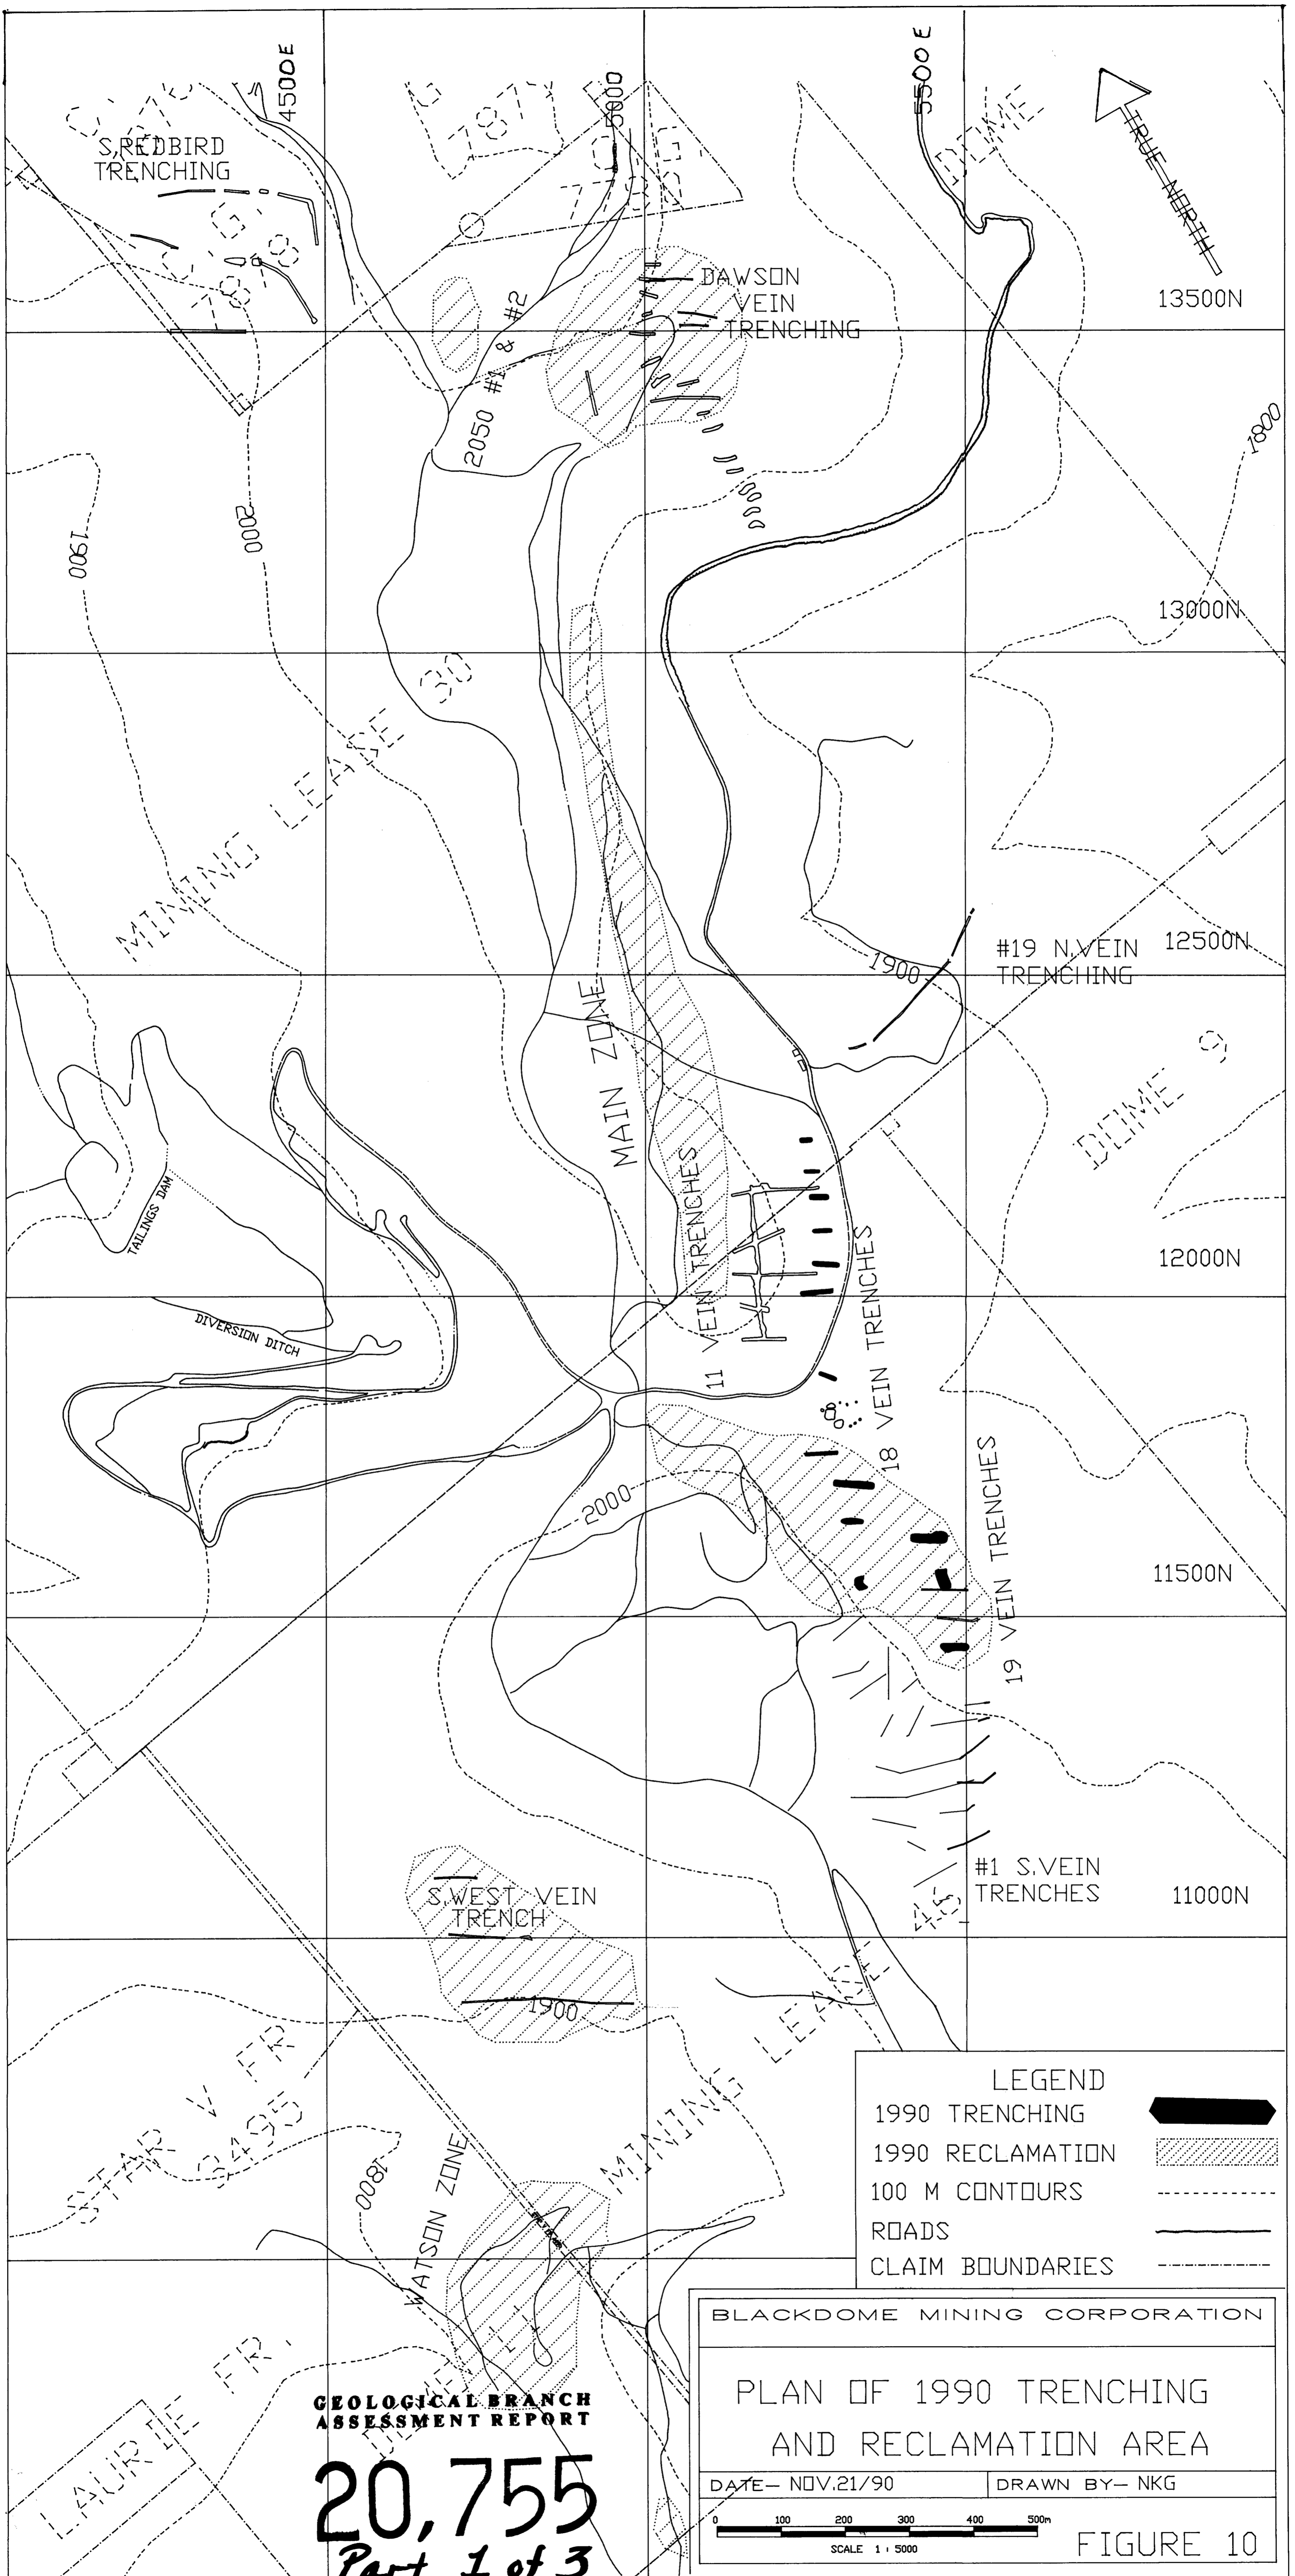 4500E
5000
5500E
S.REDBIRD
TRENCHING
C. G.
7878
787
DOME
TRUE NORTH
DAWSON
VEIN
TRENCHING
13500N
2050 #1 & #2
1800
1900
2000
13000N
MINING LEASE 30
#19 N.VEIN
TRENCHING
12500N
1900
MAIN ZONE
DOME 9
TAILINGS DAM
11 VEIN TRENCHES
18 VEIN TRENCHES
12000N
DIVERSION DITCH
2000
19 VEIN TRENCHES
11500N
#1 S.VEIN
TRENCHES
S.WEST VEIN
TRENCH
11000N
1900
MINING LEASE 45
STAR V FR
3495
1800
WATSON ZONE
LAURIE FR.
LEGEND
1990 TRENCHING
1990 RECLAMATION
100 M CONTOURS
ROADS
CLAIM BOUNDARIES
BLACKDOME MINING CORPORATION
PLAN OF 1990 TRENCHING
AND RECLAMATION AREA
DATE- NOV.21/90
DRAWN BY- NKG
0 100 200 300 400 500m
SCALE 1 : 5000
FIGURE 10
GEOLOGICAL BRANCH
ASSESSMENT REPORT
20,755
Part 1 of 3